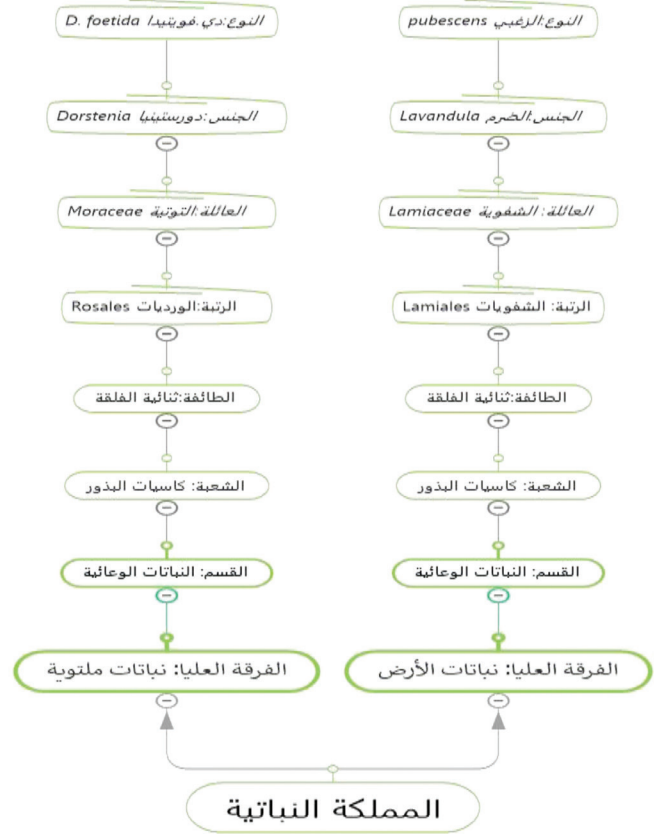 النوع:الزغبي pubescens
النوع:دي.فويتيدا D. foetida
الجنس:الضرم Lavandula
الجنس:دورستينيا Dorstenia
العائلة: الشفوية Lamiaceae
العائلة:التوتية Moraceae
الرتبة: الشفويات Lamiales
الرتبة:الورديات Rosales
الطائفة:ثنائية الفلقة
الطائفة:ثنائية الفلقة
الشعبة: كاسيات البذور
الشعبة: كاسيات البذور
القسم: النباتات الوعائية
القسم: النباتات الوعائية
الفرقة العليا: نباتات الأرض
الفرقة العليا: نباتات ملتوية
المملكة النباتية